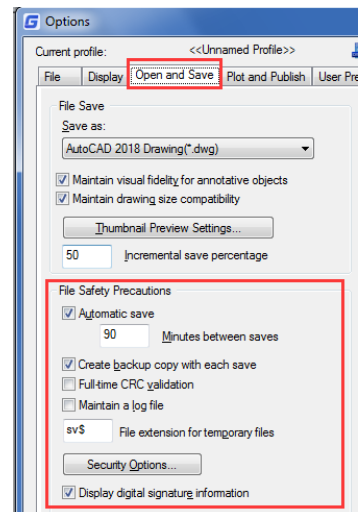 Options
Current profile: <<Unnamed Profile>>
File Display Open and Save Plot and Publish User Pre
File Save
Save as:
AutoCAD 2018 Drawing(*.dwg)
Maintain visual fidelity for annotative objects
Maintain drawing size compatibility
Thumbnail Preview Settings...
50 Incremental save percentage
File Safety Precautions
Automatic save
90 Minutes between saves
Create backup copy with each save
Full-time CRC validation
Maintain a log file
sv$ File extension for temporary files
Security Options...
Display digital signature information